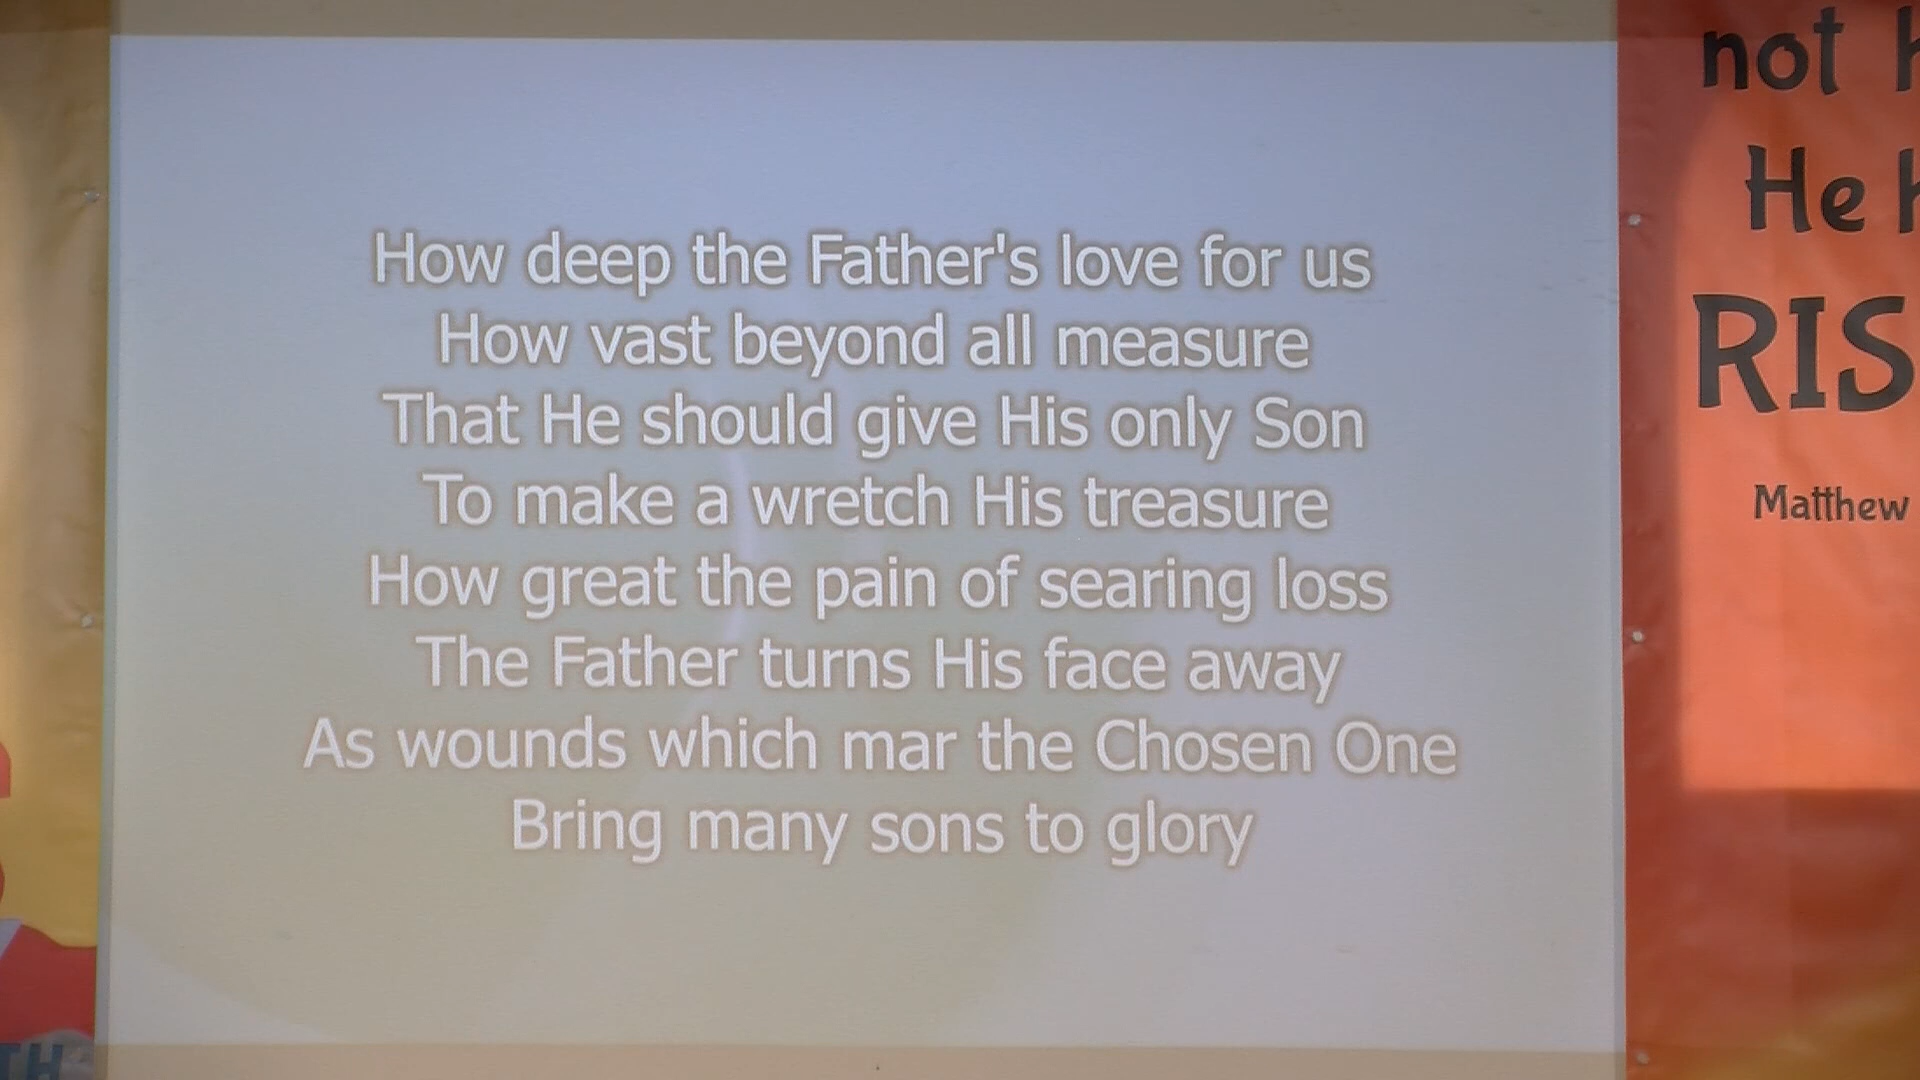 How deep the Father's love for us
How vast beyond all measure
That He should give His only Son
To make a wretch His treasure
How great the pain of searing loss
The Father turns His face away
As wounds which mar the Chosen One
Bring many sons to glory
not
He
RIS
Matthew
TH